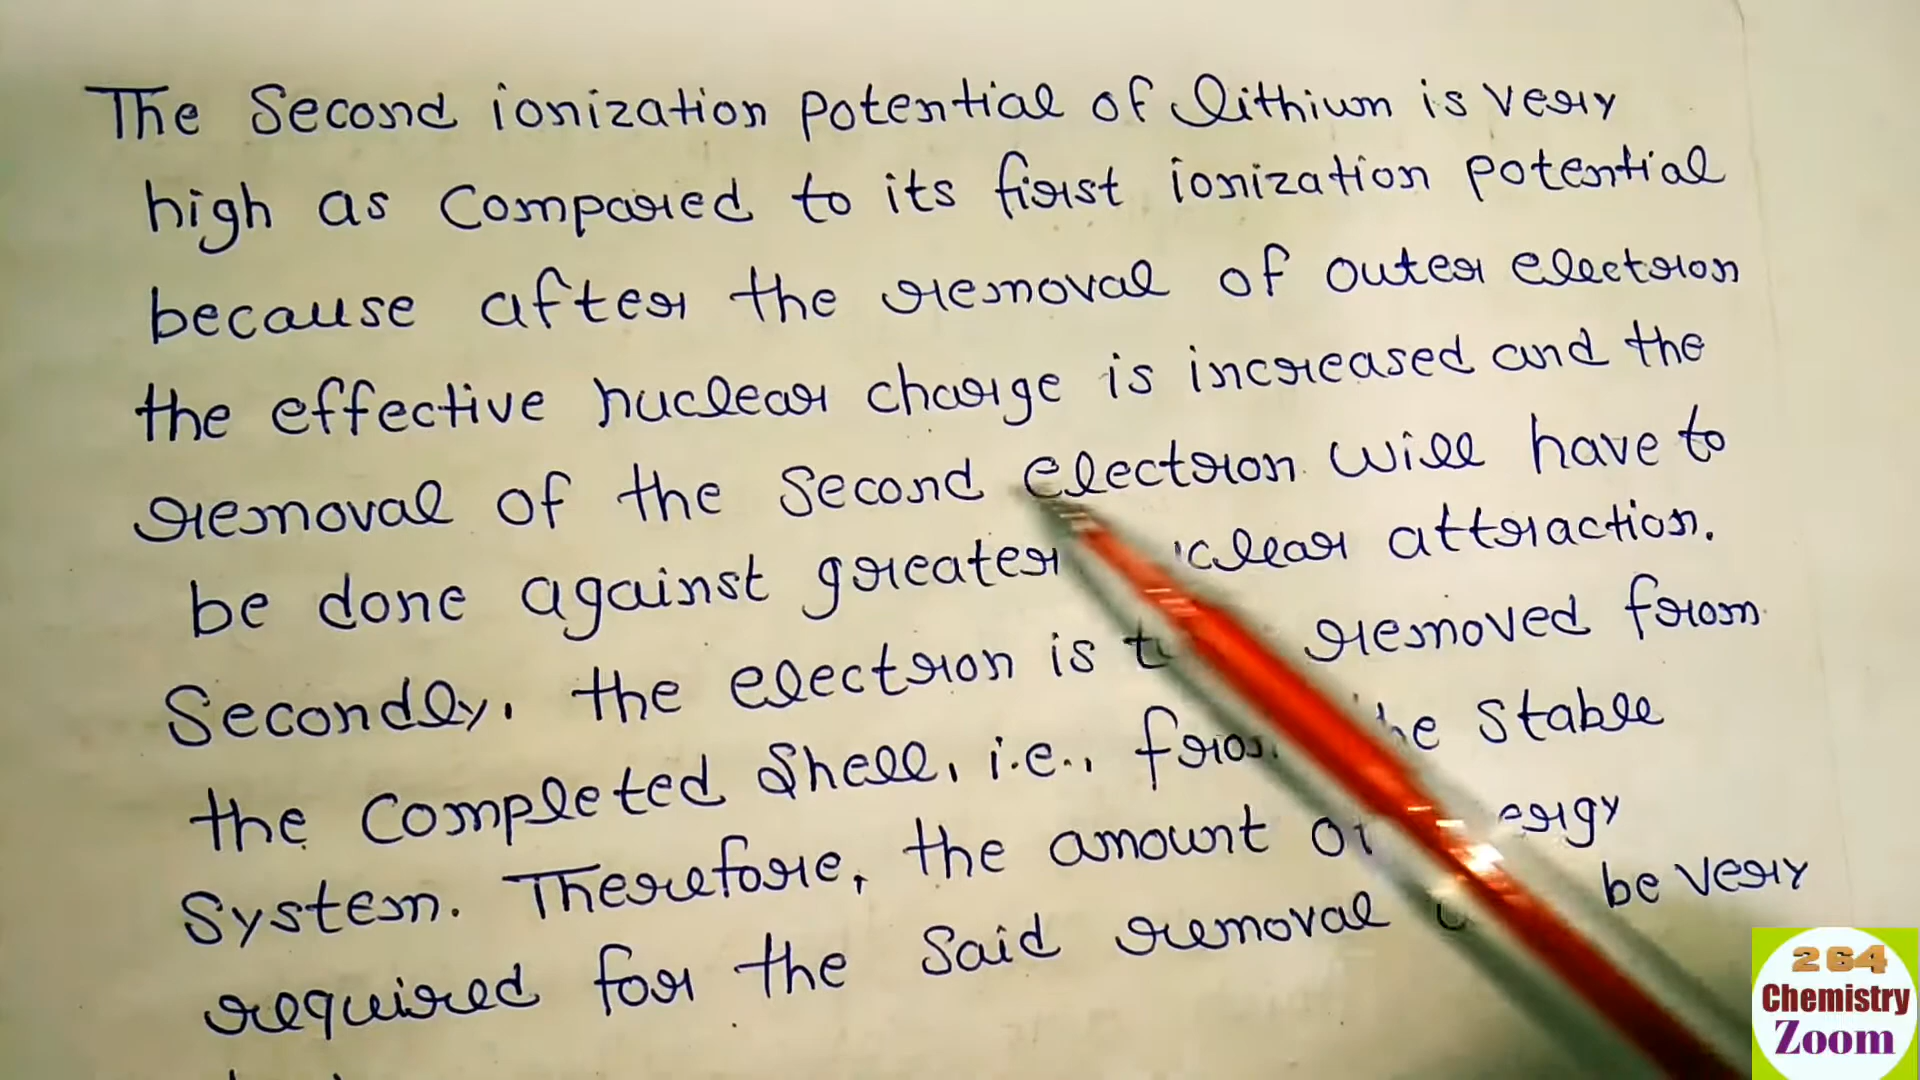 The Second ionization potential of lithium is very
high as compared to its first ionization potential
because after the removal of outer electron
the effective nuclear charge is increased and the
removal of the second electron will have to
be done against greater attraction.
Secondly, the electron is removed from
the completed shell, i.e., the stable
system. Therefore, the amount
required for the said removal be very
264
Chemistry
Zoom